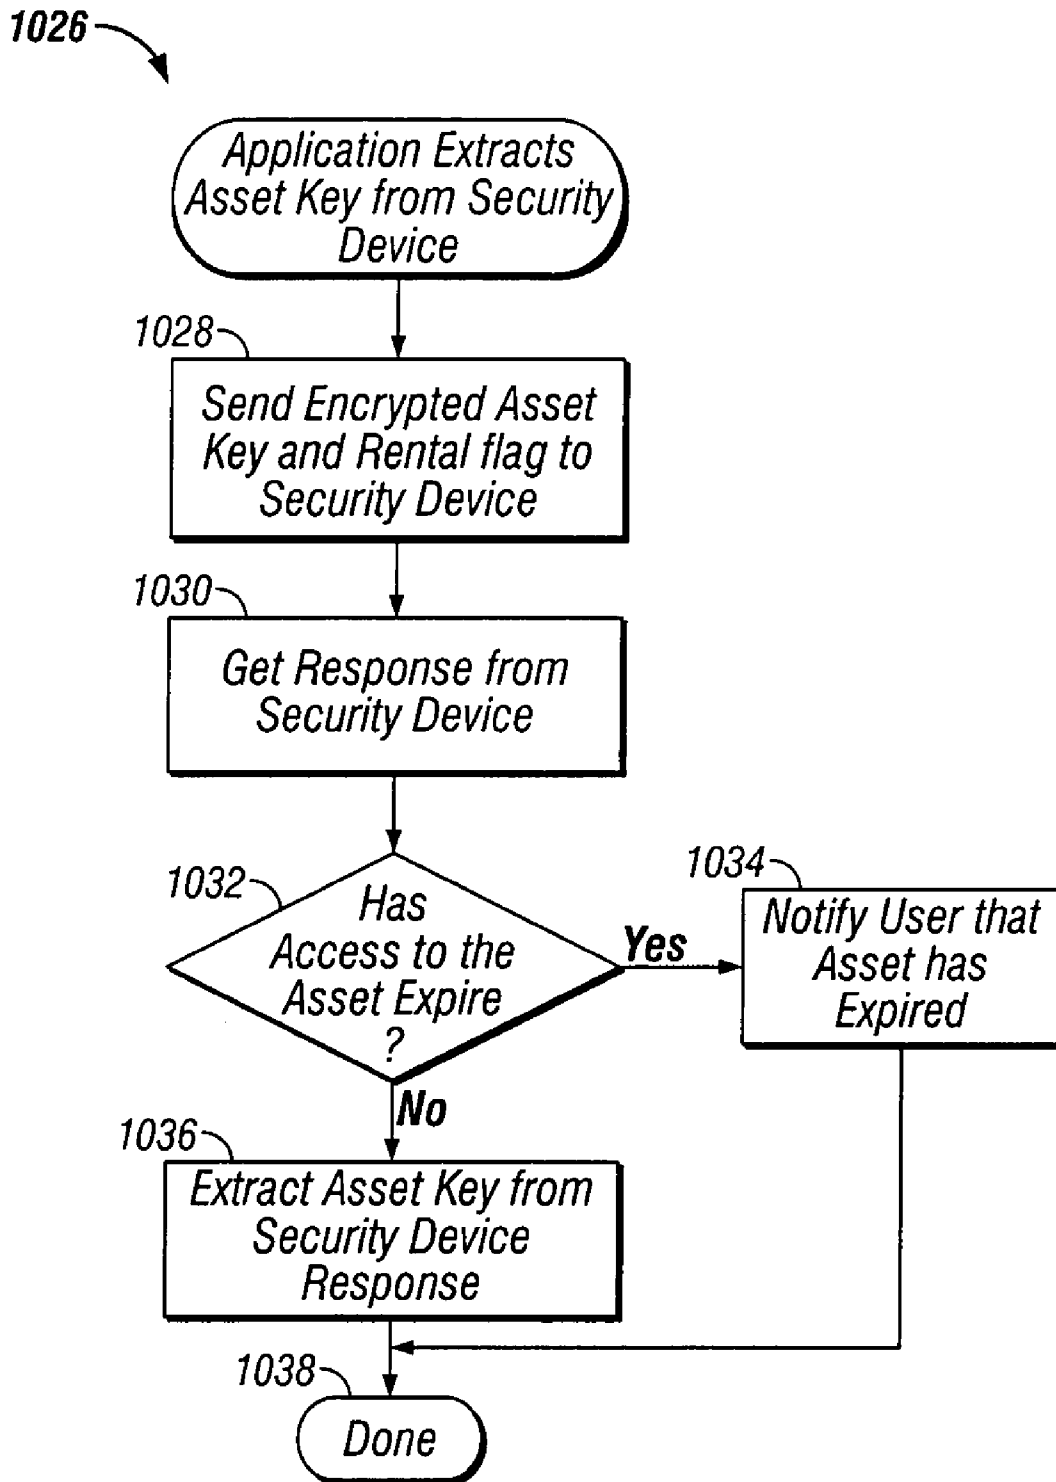 1026
Application Extracts
Asset Key from Security
Device
1028
Send Encrypted Asset
Key and Rental flag to
Security Device
1030
Get Response from
Security Device
1032
Has
Access to the
Asset Expire
?
Yes
1034
Notify User that
Asset has
Expired
No
1036
Extract Asset Key from
Security Device
Response
1038
Done